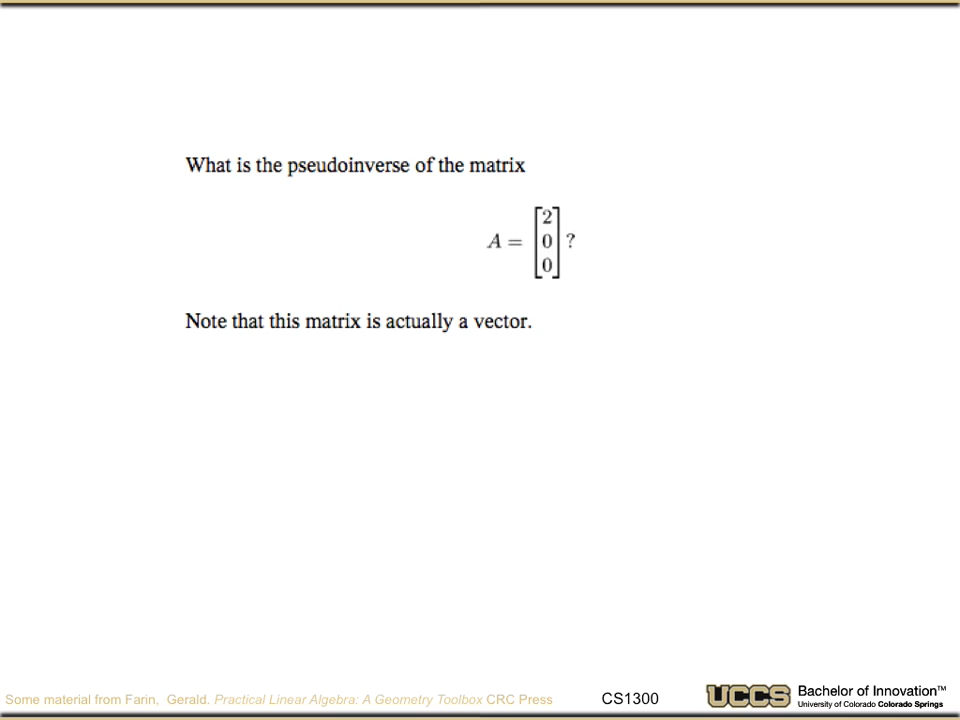 What is the pseudoinverse of the matrix
A = [2 0 0] ?
Note that this matrix is actually a vector.
Some material from Farin, Gerald. Practical Linear Algebra: A Geometry Toolbox CRC Press
CS1300
UCCS
Bachelor of Innovation™
University of Colorado Colorado Springs